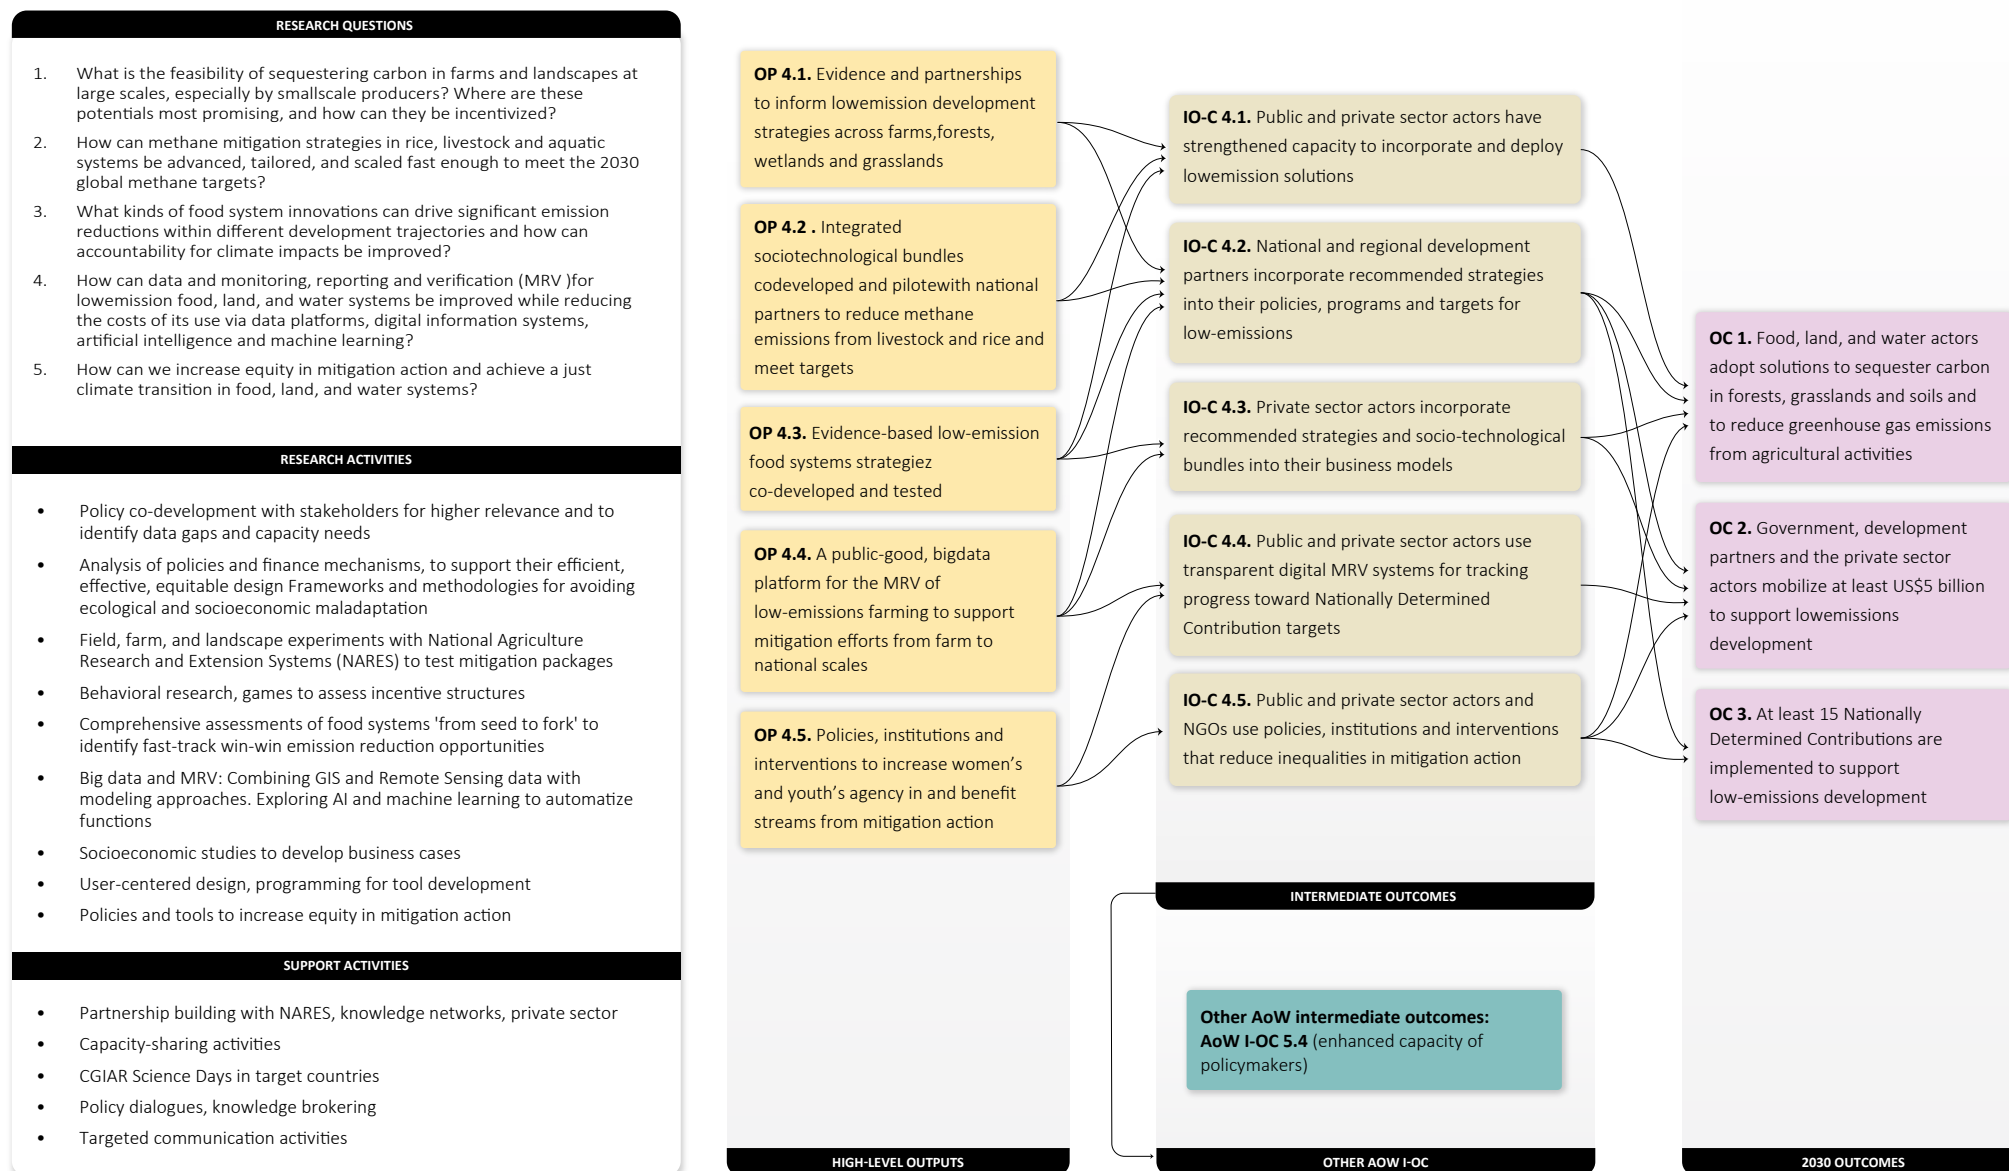 RESEARCH QUESTIONS
1. What is the feasibility of sequestering carbon in farms and landscapes at
large scales, especially by smallscale producers? Where are these
potentials most promising, and how can they be incentivized?
2. How can methane mitigation strategies in rice, livestock and aquatic
systems be advanced, tailored, and scaled fast enough to meet the 2030
global methane targets?
3. What kinds of food system innovations can drive significant emission
reductions within different development trajectories and how can
accountability for climate impacts be improved?
4. How can data and monitoring, reporting and verification (MRV )for
lowemission food, land, and water systems be improved while reducing
the costs of its use via data platforms, digital information systems,
artificial intelligence and machine learning?
5. How can we increase equity in mitigation action and achieve a just
climate transition in food, land, and water systems?
RESEARCH ACTIVITIES
• Policy co-development with stakeholders for higher relevance and to
identify data gaps and capacity needs
• Analysis of policies and finance mechanisms, to support their efficient,
effective, equitable design Frameworks and methodologies for avoiding
ecological and socioeconomic maladaptation
• Field, farm, and landscape experiments with National Agriculture
Research and Extension Systems (NARES) to test mitigation packages
• Behavioral research, games to assess incentive structures
• Comprehensive assessments of food systems 'from seed to fork' to
identify fast-track win-win emission reduction opportunities
• Big data and MRV: Combining GIS and Remote Sensing data with
modeling approaches. Exploring AI and machine learning to automatize
functions
• Socioeconomic studies to develop business cases
• User-centered design, programming for tool development
• Policies and tools to increase equity in mitigation action
SUPPORT ACTIVITIES
• Partnership building with NARES, knowledge networks, private sector
• Capacity-sharing activities
• CGIAR Science Days in target countries
• Policy dialogues, knowledge brokering
• Targeted communication activities
OP 4.1. Evidence and partnerships
to inform lowemission development
strategies across farms,forests,
wetlands and grasslands
OP 4.2 . Integrated
sociotechnological bundles
codeveloped and pilotewith national
partners to reduce methane
emissions from livestock and rice and
meet targets
OP 4.3. Evidence-based low-emission
food systems strategiez
co-developed and tested
OP 4.4. A public-good, bigdata
platform for the MRV of
low-emissions farming to support
mitigation efforts from farm to
national scales
OP 4.5. Policies, institutions and
interventions to increase women's
and youth's agency in and benefit
streams from mitigation action
HIGH-LEVEL OUTPUTS
IO-C 4.1. Public and private sector actors have
strengthened capacity to incorporate and deploy
lowemission solutions
IO-C 4.2. National and regional development
partners incorporate recommended strategies
into their policies, programs and targets for
low-emissions
IO-C 4.3. Private sector actors incorporate
recommended strategies and socio-technological
bundles into their business models
IO-C 4.4. Public and private sector actors use
transparent digital MRV systems for tracking
progress toward Nationally Determined
Contribution targets
IO-C 4.5. Public and private sector actors and
NGOs use policies, institutions and interventions
that reduce inequalities in mitigation action
INTERMEDIATE OUTCOMES
Other AoW intermediate outcomes:
AoW I-OC 5.4 (enhanced capacity of
policymakers)
OTHER AOW I-OC
OC 1. Food, land, and water actors
adopt solutions to sequester carbon
in forests, grasslands and soils and
to reduce greenhouse gas emissions
from agricultural activities
OC 2. Government, development
partners and the private sector
actors mobilize at least US$5 billion
to support lowemissions
development
OC 3. At least 15 Nationally
Determined Contributions are
implemented to support
low-emissions development
2030 OUTCOMES